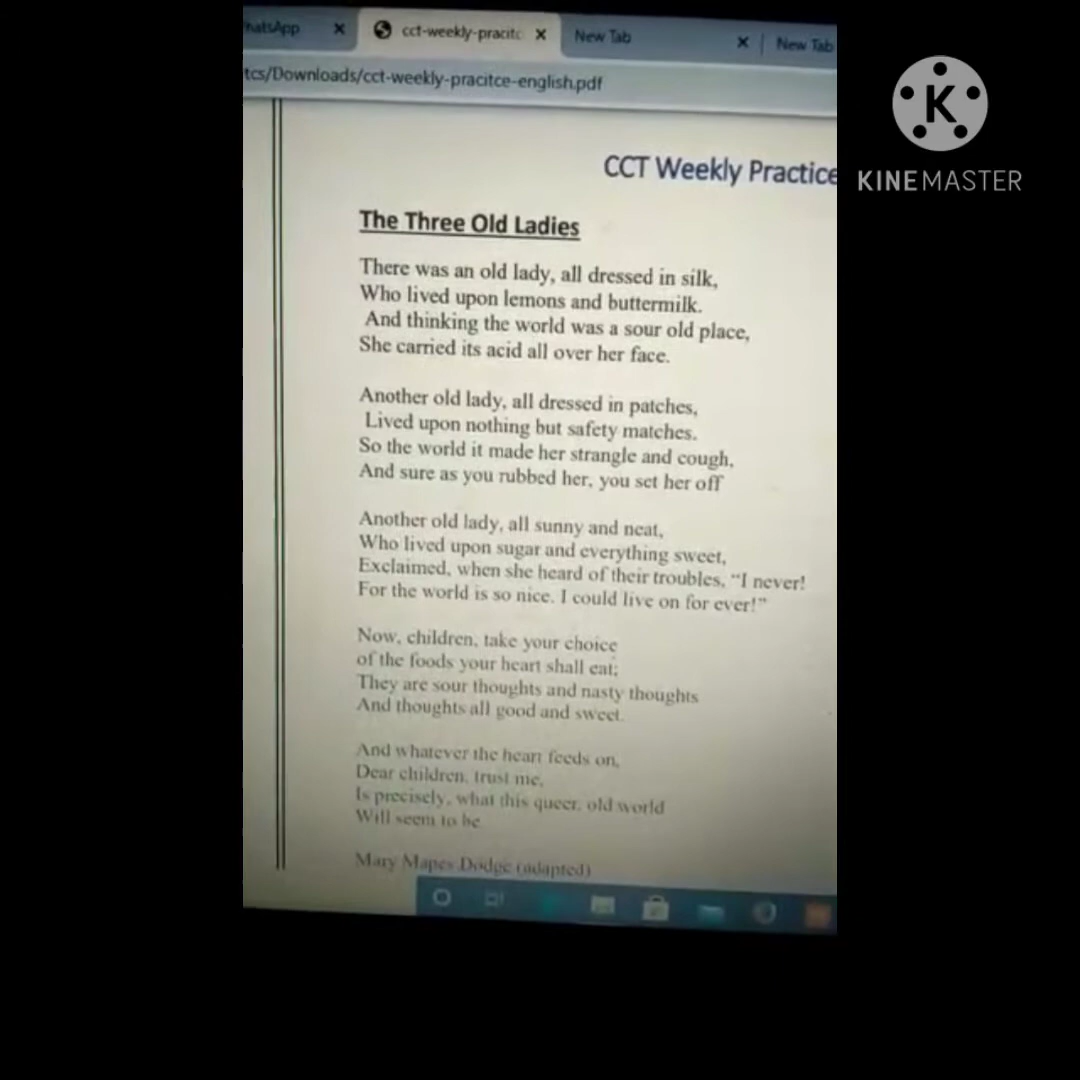 hatsApp
cct-weekly-pracitc
New Tab
New Tab
tcs/Downloads/cct-weekly-pracitce-english.pdf
K
KINEMASTER
CCT Weekly Practice
The Three Old Ladies
There was an old lady, all dressed in silk,
Who lived upon lemons and buttermilk.
And thinking the world was a sour old place,
She carried its acid all over her face.
Another old lady, all dressed in patches,
Lived upon nothing but safety matches.
So the world it made her strangle and cough,
And sure as you rubbed her, you set her off
Another old lady, all sunny and neat,
Who lived upon sugar and everything sweet,
Exclaimed, when she heard of their troubles, "I never!
For the world is so nice. I could live on for ever!"
Now, children, take your choice
of the foods your heart shall eat;
They are sour thoughts and nasty thoughts
And thoughts all good and sweet.
And whatever the heart feeds on,
Dear children, trust me,
Is precisely, what this queer, old world
Will seem to be
Mary Mapes Dodge (adapted)